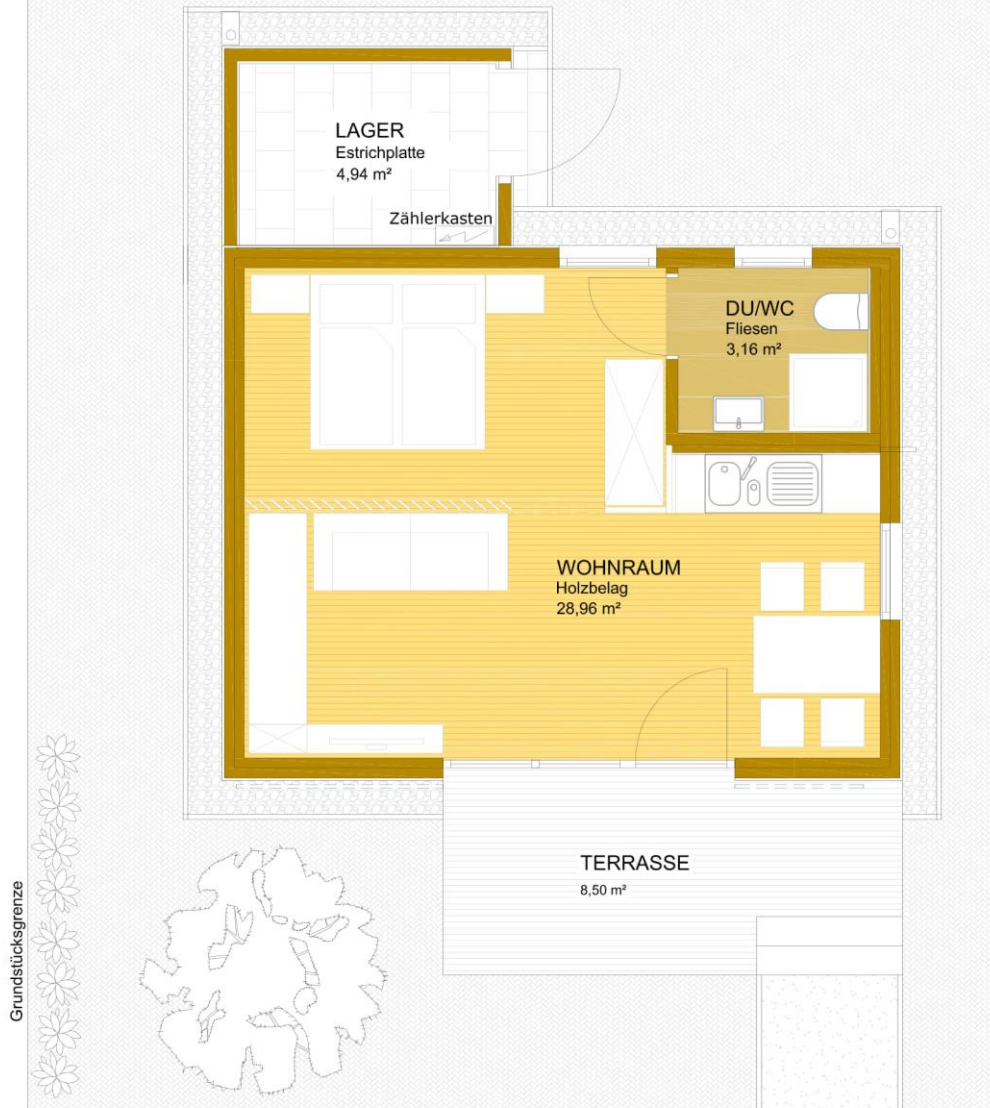 LAGER
Estrichplatte
4,94 m²
Zählerkasten
DU/WC
Fliesen
3,16 m²
WOHNRAUM
Holzbelag
28,96 m²
TERRASSE
8,50 m²
Grundstücksgrenze